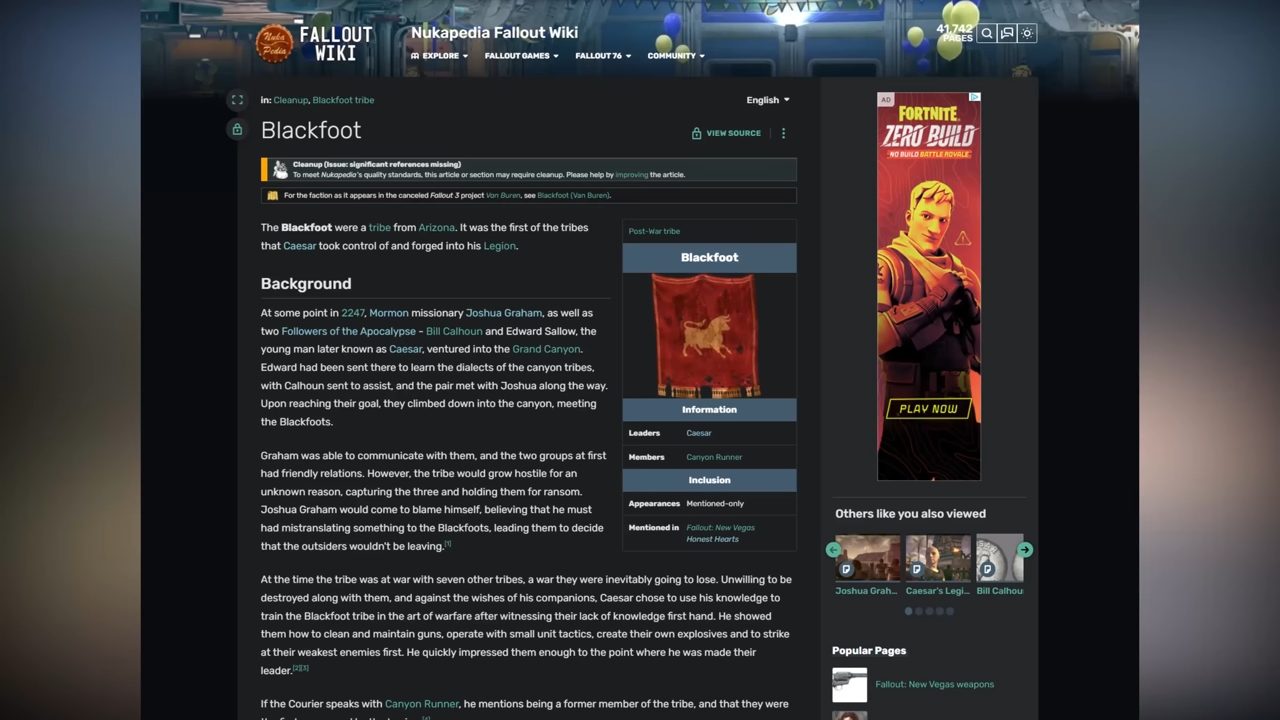 Nuka
Pedia
FALLOUT
WIKI
Nukapedia Fallout Wiki
EXPLORE
FALLOUT GAMES
FALLOUT 76
COMMUNITY
41,742
PAGES
in: Cleanup, Blackfoot tribe
English
Blackfoot
VIEW SOURCE
Cleanup (Issue: significant references missing)
To meet Nukapedia's quality standards, this article or section may require cleanup. Please help by improving the article.
For the faction as it appears in the canceled Fallout 3 project Van Buren, see Blackfoot (Van Buren).
The Blackfoot were a tribe from Arizona. It was the first of the tribes
that Caesar took control of and forged into his Legion.
Background
At some point in 2247, Mormon missionary Joshua Graham, as well as
two Followers of the Apocalypse - Bill Calhoun and Edward Sallow, the
young man later known as Caesar, ventured into the Grand Canyon.
Edward had been sent there to learn the dialects of the canyon tribes,
with Calhoun sent to assist, and the pair met with Joshua along the way.
Upon reaching their goal, they climbed down into the canyon, meeting
the Blackfoots.
Graham was able to communicate with them, and the two groups at first
had friendly relations. However, the tribe would grow hostile for an
unknown reason, capturing the three and holding them for ransom.
Joshua Graham would come to blame himself, believing that he must
had mistranslating something to the Blackfoots, leading them to decide
that the outsiders wouldn't be leaving.[1]
At the time the tribe was at war with seven other tribes, a war they were inevitably going to lose. Unwilling to be
destroyed along with them, and against the wishes of his companions, Caesar chose to use his knowledge to
train the Blackfoot tribe in the art of warfare after witnessing their lack of knowledge first hand. He showed
them how to clean and maintain guns, operate with small unit tactics, create their own explosives and to strike
at their weakest enemies first. He quickly impressed them enough to the point where he was made their
leader.[2][3]
If the Courier speaks with Canyon Runner, he mentions being a former member of the tribe, and that they were
Post-War tribe
Blackfoot
Information
Leaders Caesar
Members Canyon Runner
Inclusion
Appearances Mentioned-only
Mentioned in Fallout: New Vegas
Honest Hearts
AD
FORTNITE
ZERO BUILD
NO BUILD BATTLE ROYALE
PLAY NOW
Others like you also viewed
Joshua Grah...
Caesar's Legi...
Bill Calhou
Popular Pages
Fallout: New Vegas weapons